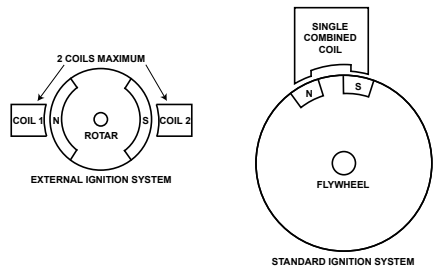 2 COILS MAXIMUM
COIL 1
N
S
COIL 2
ROTAR
EXTERNAL IGNITION SYSTEM
SINGLE
COMBINED
COIL
N
S
FLYWHEEL
STANDARD IGNITION SYSTEM